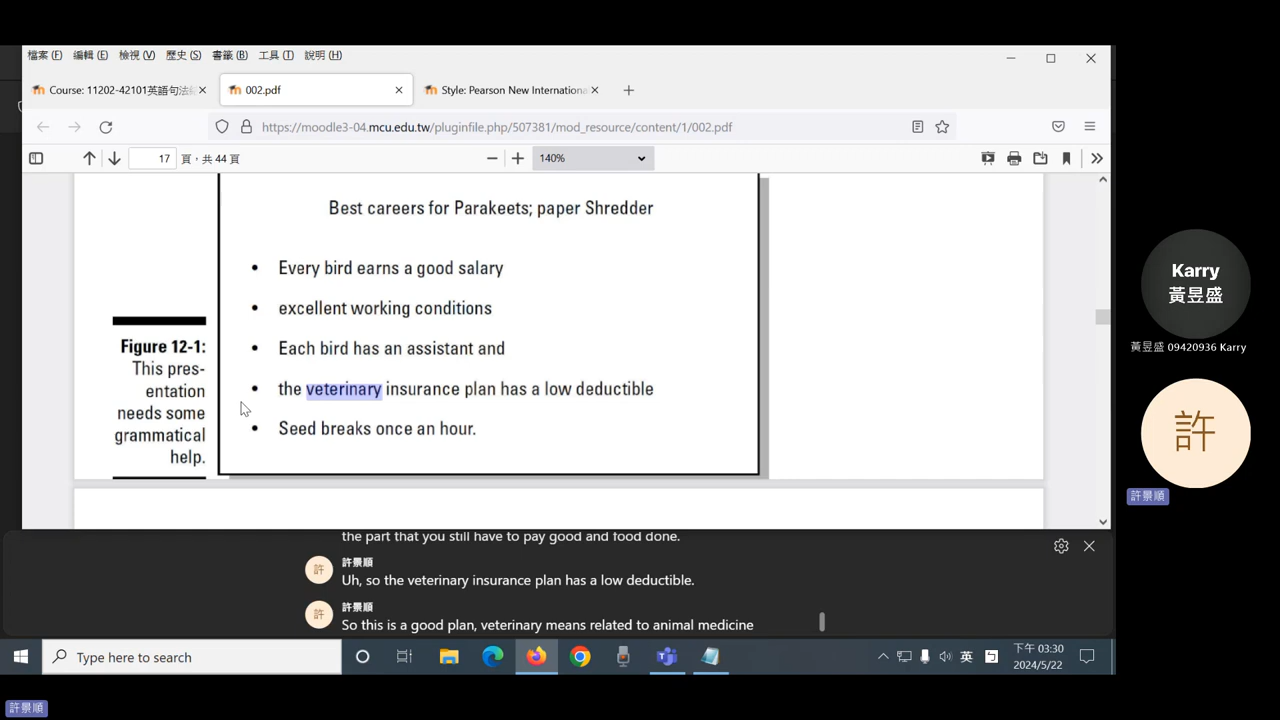 檔案(F) 編輯(E) 檢視(V) 歷史(S) 書籤(B) 工具(T) 說明(H)
Course: 11202-42101英語句法 002.pdf Style: Pearson New Internationa
https://moodle3-04.mcu.edu.tw/pluginfile.php/507381/mod_resource/content/1/002.pdf
17 頁，共 44 頁 140%
Best careers for Parakeets; paper Shredder
• Every bird earns a good salary
• excellent working conditions
• Each bird has an assistant and
• the veterinary insurance plan has a low deductible
• Seed breaks once an hour.
Figure 12-1:
This pres-
entation
needs some
grammatical
help.
Karry
黃昱盛
黃昱盛 09420936 Karry
許
許景順
the part that you still have to pay good and food done.
許景順
許
Uh, so the veterinary insurance plan has a low deductible.
許景順
許
So this is a good plan, veterinary means related to animal medicine
Type here to search
英
下午 03:30
2024/5/22
許景順